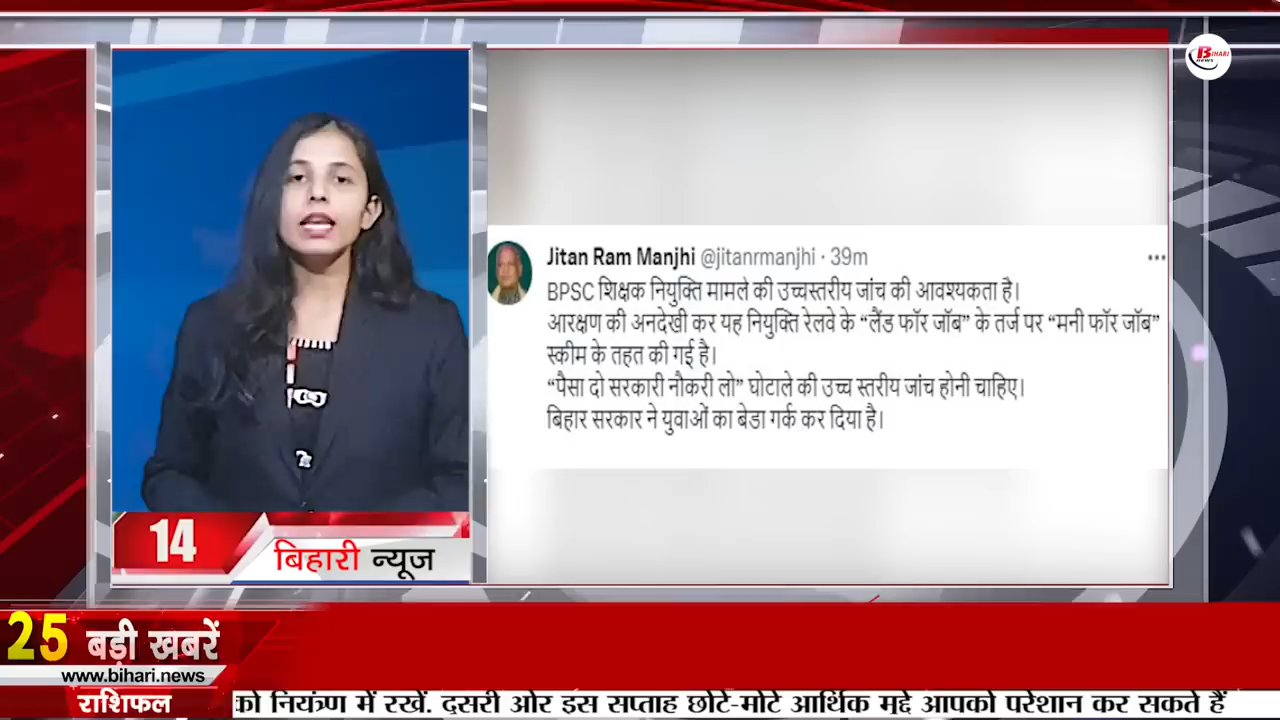 BIHARI
news
Jitan Ram Manjhi @jitanrmanjhi · 39m
BPSC शिक्षक नियुक्ति मामले की उच्चस्तरीय जांच की आवश्यकता है।
आरक्षण की अनदेखी कर यह नियुक्ति रेलवे के “लैंड फॉर जॉब” के तर्ज पर “मनी फॉर जॉब”
स्कीम के तहत की गई है।
“पैसा दो सरकारी नौकरी लो” घोटाले की उच्च स्तरीय जांच होनी चाहिए।
बिहार सरकार ने युवाओं का बेडा गर्क कर दिया है।
14
बिहारी न्यूज
25 बड़ी खबरें
www.bihari.news
राशिफल
को नियंत्रण में रखें. दूसरी ओर इस सप्ताह छोटे-मोटे आर्थिक मुद्दे आपको परेशान कर सकते हैं